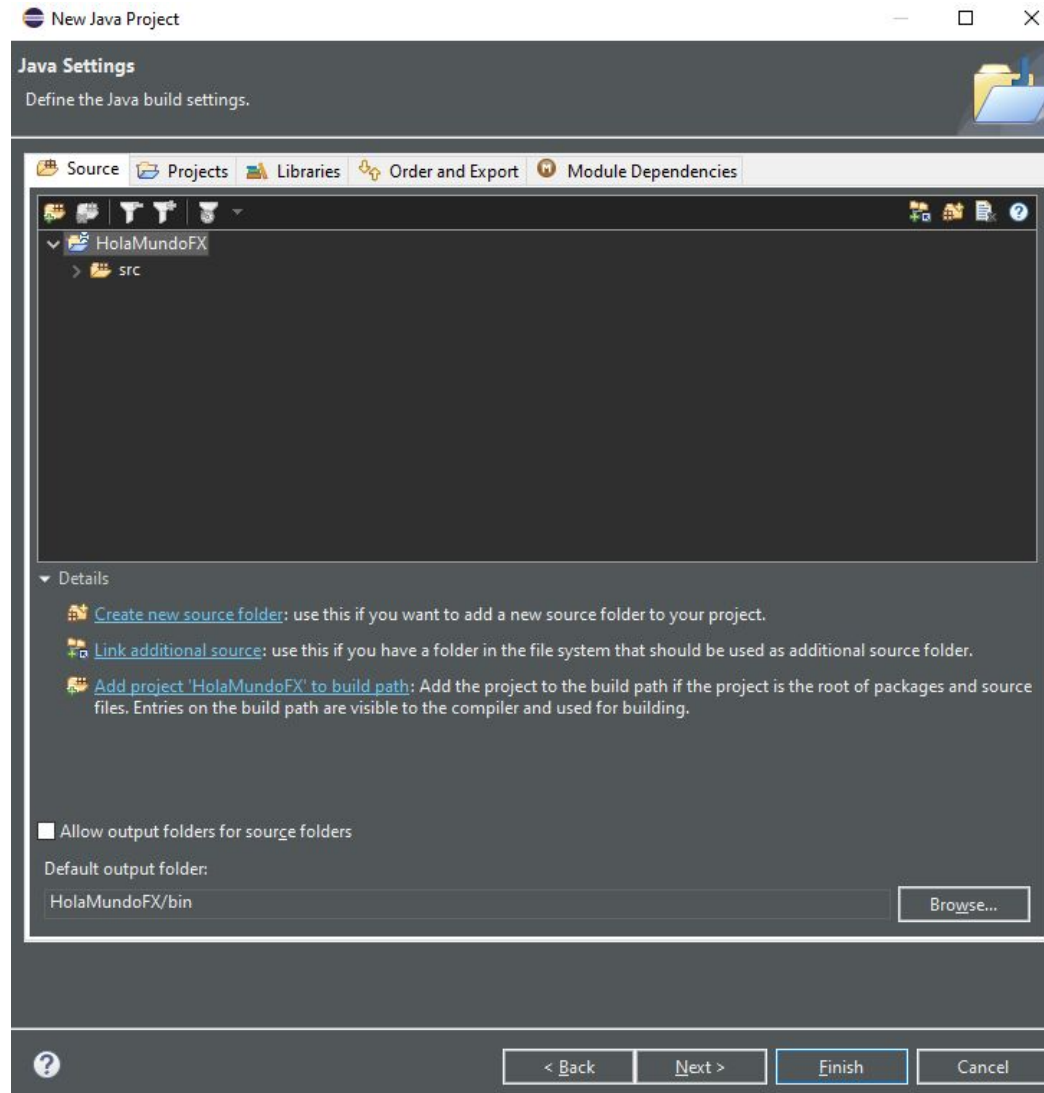 New Java Project
Java Settings
Define the Java build settings.
Source Projects Libraries Order and Export Module Dependencies
HolaMundoFX
src
Details
Create new source folder: use this if you want to add a new source folder to your project.
Link additional source: use this if you have a folder in the file system that should be used as additional source folder.
Add project 'HolaMundoFX' to build path: Add the project to the build path if the project is the root of packages and source
files. Entries on the build path are visible to the compiler and used for building.
Allow output folders for source folders
Default output folder:
HolaMundoFX/bin
Browse...
< Back Next > Finish Cancel